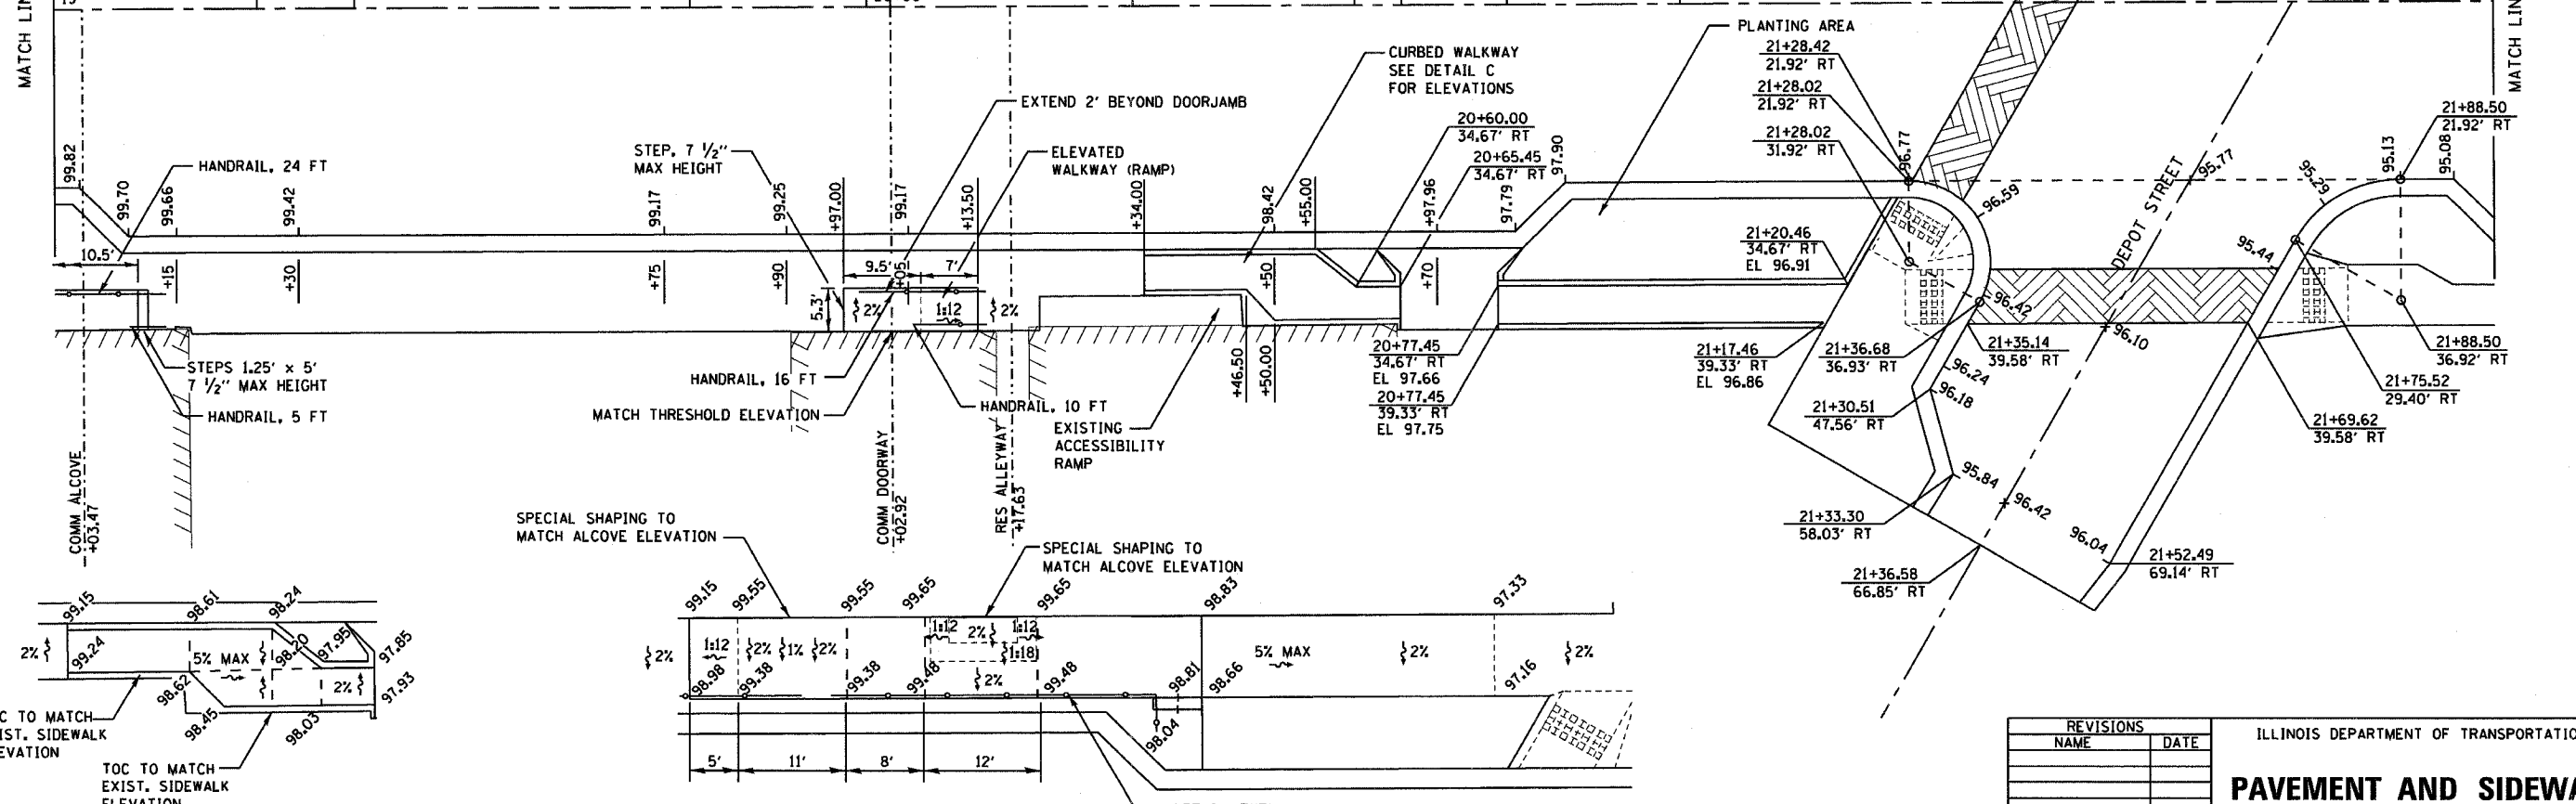 MATCH LIN
MATCH LIN
PLANTING AREA
21+28.42
21.92' RT
21+28.02
21.92' RT
21+28.02
31.92' RT
CURBED WALKWAY
SEE DETAIL C
FOR ELEVATIONS
EXTEND 2' BEYOND DOORJAMB
20+60.00
34.67' RT
20+65.45
34.67' RT
21+88.50
21.92' RT
STEP, 7 1/2"
MAX HEIGHT
ELEVATED
WALKWAY (RAMP)
HANDRAIL, 24 FT
99.82
99.70
99.66
99.42
99.17
99.25
+97.00
99.17
+13.50
+34.00
98.42
+55.00
+97.96
97.79
97.90
96.77
96.59
95.77
95.29
95.13
95.08
DEPOT STREET
10.5'
+15
+30
+75
+90
9.5'
+05
7'
+50
+70
5.3'
2%
1:12
2%
21+20.46
34.67' RT
EL 96.91
95.44
96.42
96.10
STEPS 1.25' x 5'
7 1/2" MAX HEIGHT
HANDRAIL, 5 FT
HANDRAIL, 16 FT
MATCH THRESHOLD ELEVATION
HANDRAIL, 10 FT
EXISTING
ACCESSIBILITY
RAMP
+46.50
+50.00
20+77.45
34.67' RT
EL 97.66
20+77.45
39.33' RT
EL 97.75
21+17.46
39.33' RT
EL 96.86
21+36.68
36.93' RT
21+35.14
39.58' RT
96.24
96.18
21+30.51
47.56' RT
21+88.50
36.92' RT
21+75.52
29.40' RT
21+69.62
39.58' RT
COMM ALCOVE
+03.47
COMM DOORWAY
+02.92
RES ALLEYWAY
+17.63
95.84
96.42
96.04
21+33.30
58.03' RT
21+52.49
69.14' RT
21+36.58
66.85' RT
SPECIAL SHAPING TO
MATCH ALCOVE ELEVATION
SPECIAL SHAPING TO
MATCH ALCOVE ELEVATION
99.15
98.61
98.24
2%
99.24
5% MAX
98.20
97.95
97.85
98.62
2%
97.93
98.45
98.03
C TO MATCH
IST. SIDEWALK
EVATION
TOC TO MATCH
EXIST. SIDEWALK
ELEVATION
99.15
99.55
99.55
99.65
99.65
98.83
97.33
2%
1:12
2%
1%
2%
1:12
2%
1:12
1:18
5% MAX
2%
2%
98.98
99.38
99.38
99.48
2%
99.48
98.81
98.66
97.16
98.04
5'
11'
8'
12'
REVISIONS
NAME DATE
ILLINOIS DEPARTMENT OF TRANSPORTATIO
PAVEMENT AND SIDEWA